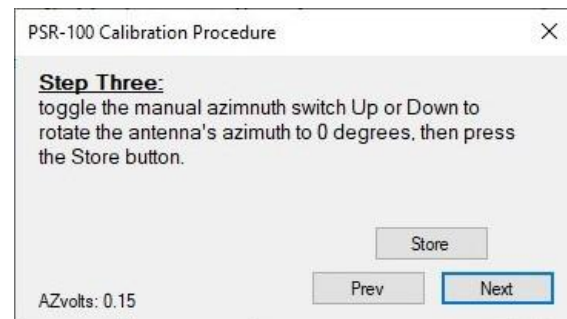 PSR-100 Calibration Procedure
Step Three:
toggle the manual azimnuth switch Up or Down to
rotate the antenna's azimuth to 0 degrees, then press
the Store button.
Store
AZvolts: 0.15
Prev
Next